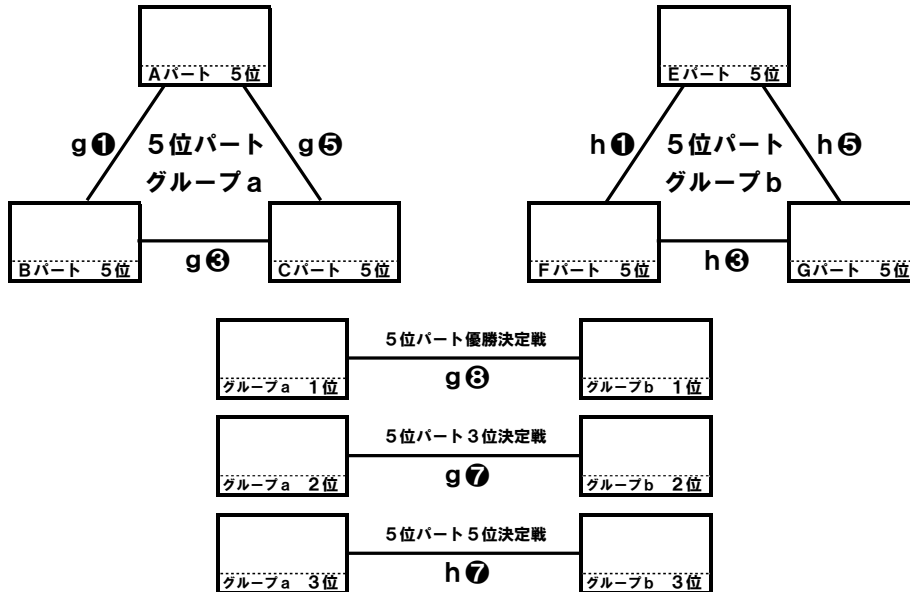 Aパート 5位
Eパート 5位
g❶ 5位パート g❺
グループa
h❶ 5位パート h❺
グループb
Bパート 5位
g❸
Cパート 5位
Fパート 5位
h❸
Gパート 5位
5位パート優勝決定戦
グループa 1位
g❽
グループb 1位
5位パート3位決定戦
グループa 2位
g❼
グループb 2位
5位パート5位決定戦
グループa 3位
h❼
グループb 3位